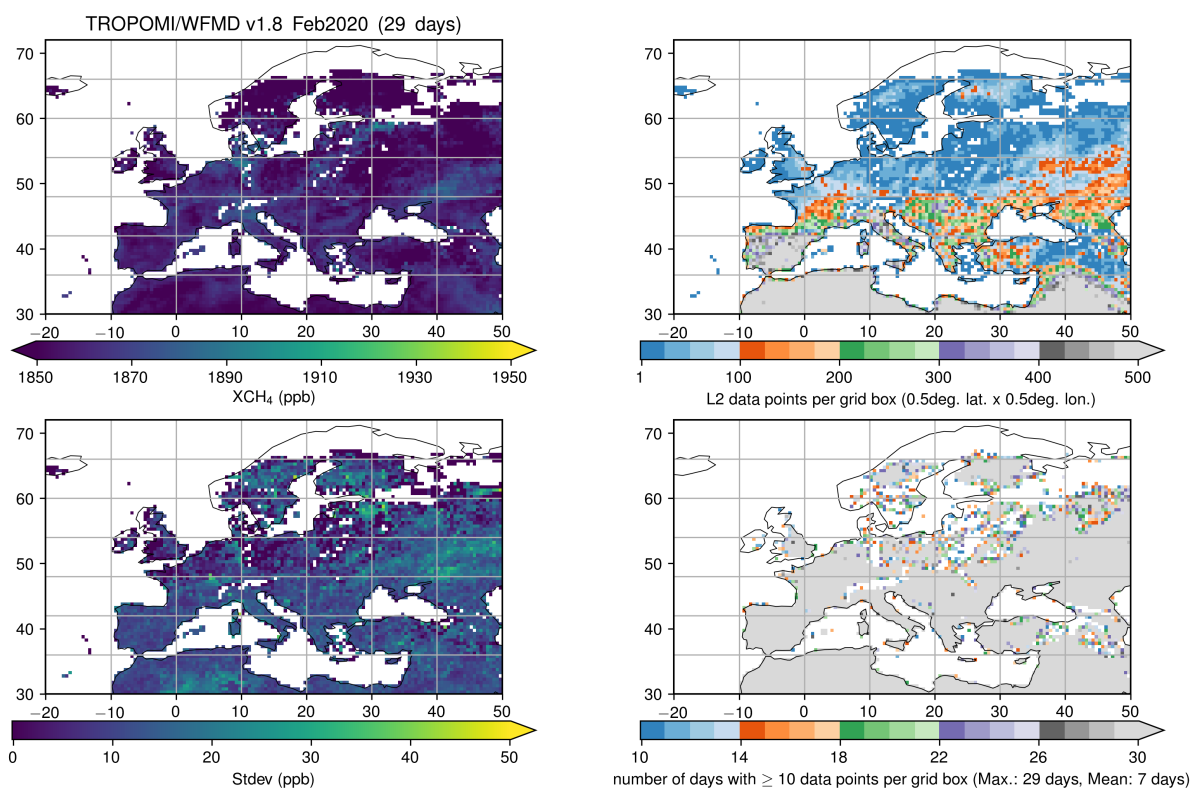 TROPOMI/WFMD v1.8 Feb2020 (29 days)
70
60
50
40
30
−20 −10 0 10 20 30 40 50
1850 1870 1890 1910 1930 1950
XCH₄ (ppb)
70
60
50
40
30
−20 −10 0 10 20 30 40 50
1 100 200 300 400 500
L2 data points per grid box (0.5deg. lat. x 0.5deg. lon.)
70
60
50
40
30
−20 −10 0 10 20 30 40 50
0 10 20 30 40 50
Stdev (ppb)
70
60
50
40
30
−20 −10 0 10 20 30 40 50
10 14 18 22 26 30
number of days with ≥ 10 data points per grid box (Max.: 29 days, Mean: 7 days)